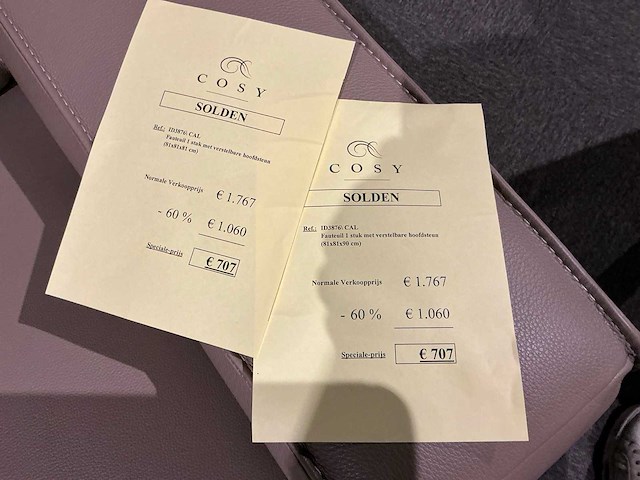 COSY
SOLDEN
Ref.: ID3876\ CAL
Fauteuil 1 stuk met verstelbare hoofdsteun
(81x81x81 cm)
Normale Verkoopprijs € 1.767
- 60 % € 1.060
Speciale-prijs € 707
COSY
SOLDEN
Ref.: ID3876\ CAL
Fauteuil 1 stuk met verstelbare hoofdsteun
(81x81x90 cm)
Normale Verkoopprijs € 1.767
- 60 % € 1.060
Speciale-prijs € 707